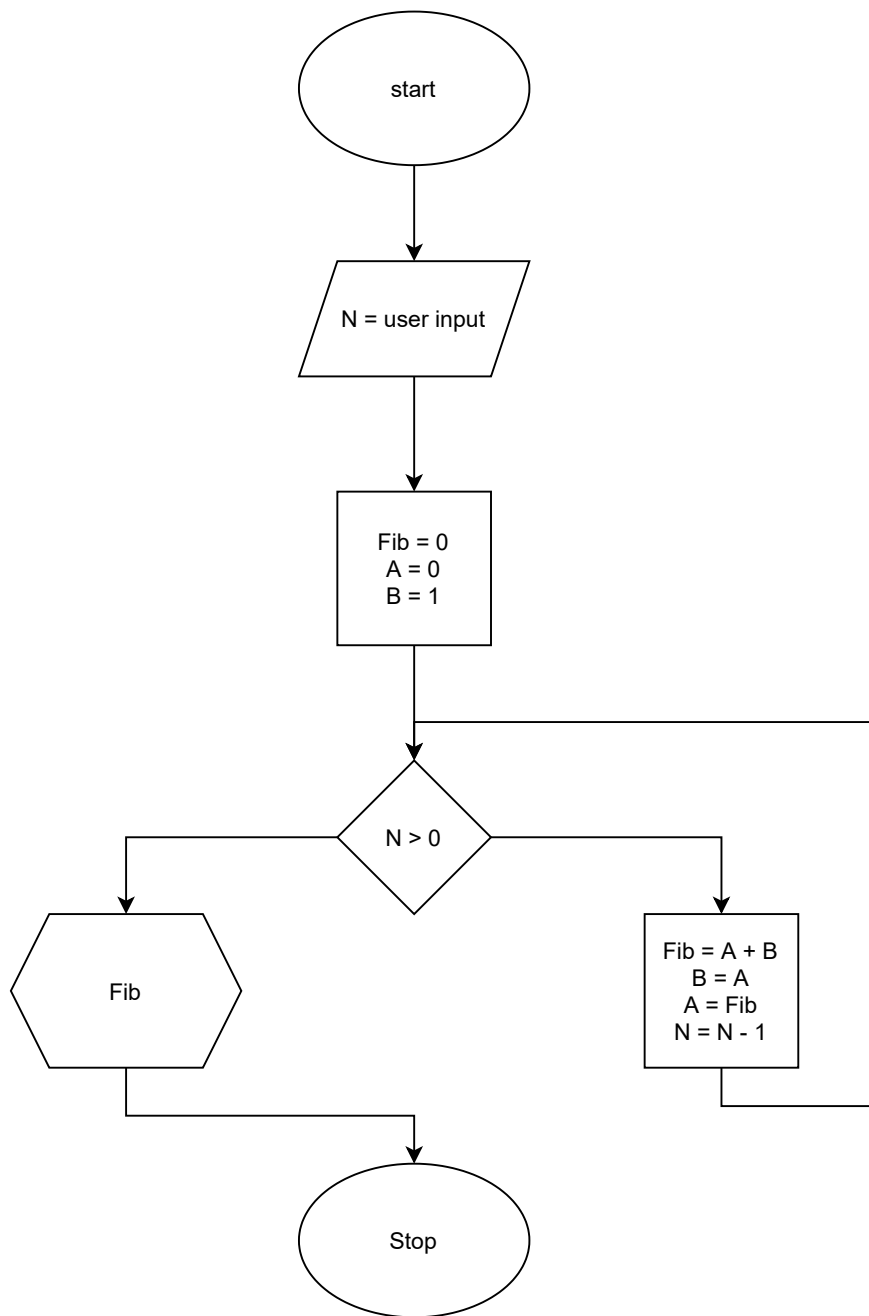 start
N = user input
Fib = 0
A = 0
B = 1
N > 0
Fib
Fib = A + B
B = A
A = Fib
N = N - 1
Stop